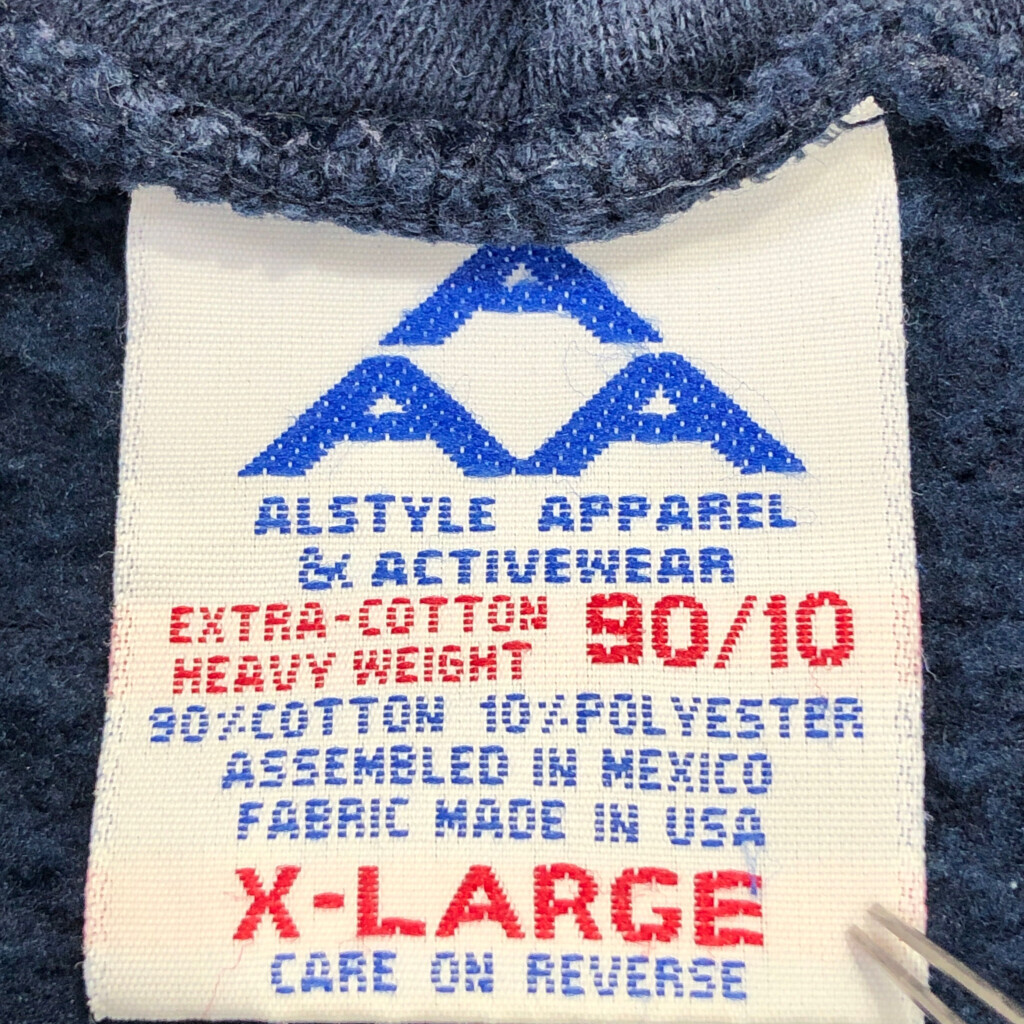 AAA
ALSTYLE APPAREL
& ACTIVEWEAR
EXTRA-COTTON
HEAVY WEIGHT
90/10
90%COTTON 10%POLYESTER
ASSEMBLED IN MEXICO
FABRIC MADE IN USA
X-LARGE
CARE ON REVERSE